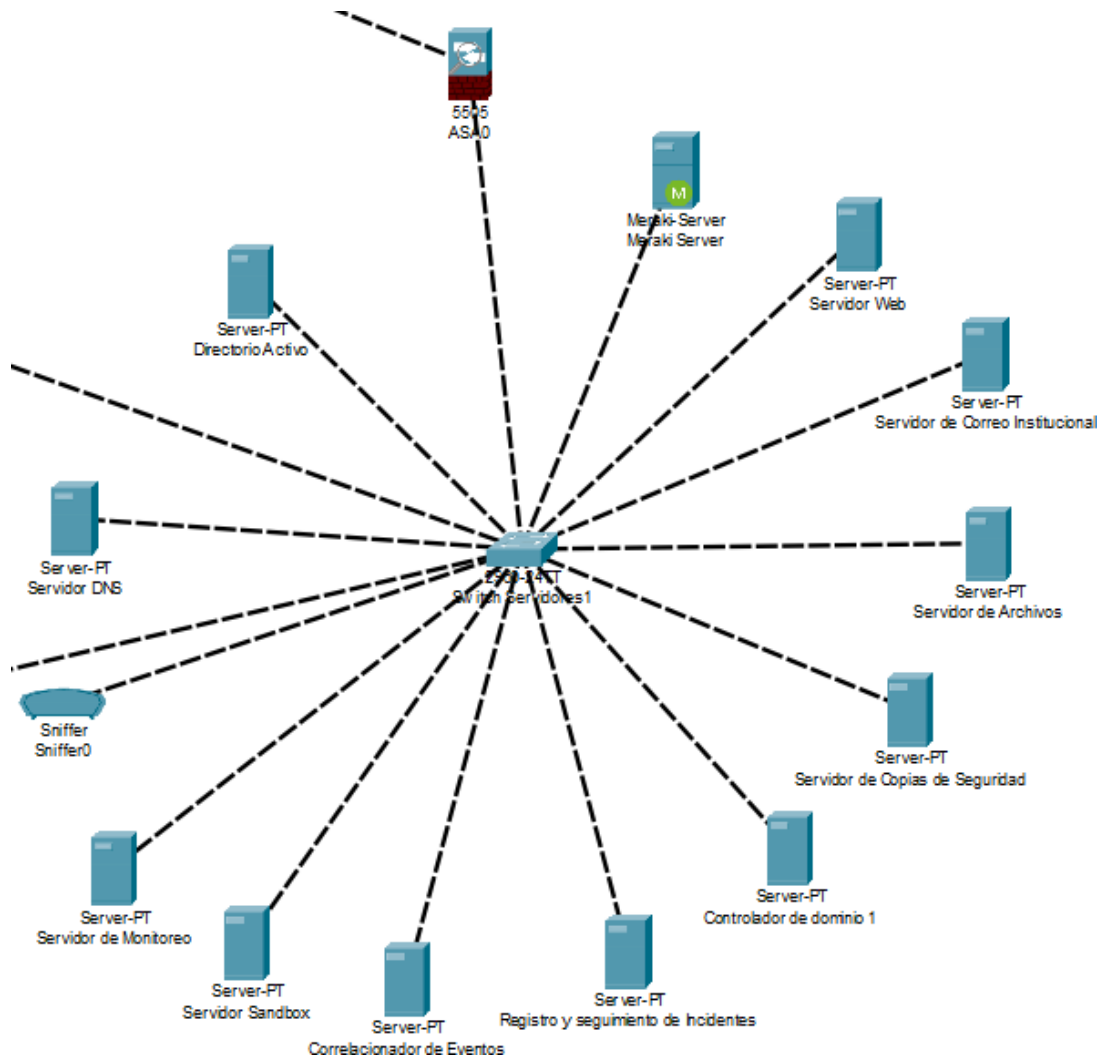 5505
ASA0
M
Meraki-Server
Meraki Server
Server-PT
Servidor Web
Server-PT
Directorio Activo
Server-PT
Servidor de Correo Institucional
Server-PT
Servidor DNS
2960-24TT
Switch Servidores1
Server-PT
Servidor de Archivos
Sniffer
Sniffer0
Server-PT
Servidor de Copias de Seguridad
Server-PT
Controlador de dominio 1
Server-PT
Servidor de Monitoreo
Server-PT
Servidor Sandbox
Server-PT
Registro y seguimiento de Incidentes
Server-PT
Correlacionador de Eventos